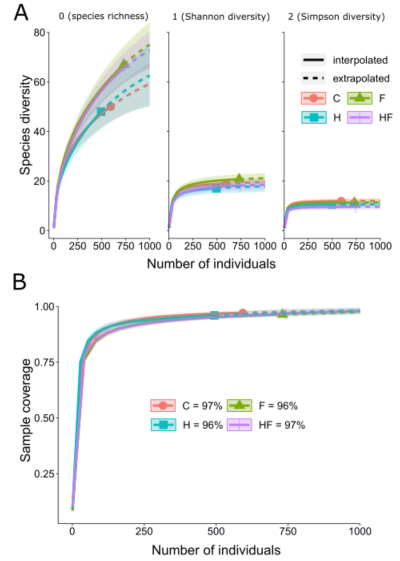 A
0 (species richness) 1 (Shannon diversity) 2 (Simpson diversity)
Species diversity
80
60
40
20
0
interpolated
extrapolated
C F
H HF
0 250 500 750 1000 0 250 500 750 1000 0 250 500 750 1000
Number of individuals
B
Sample coverage
1.00
0.75
0.50
0.25
C = 97% F = 96%
H = 96% HF = 97%
0 250 500 750 1000
Number of individuals